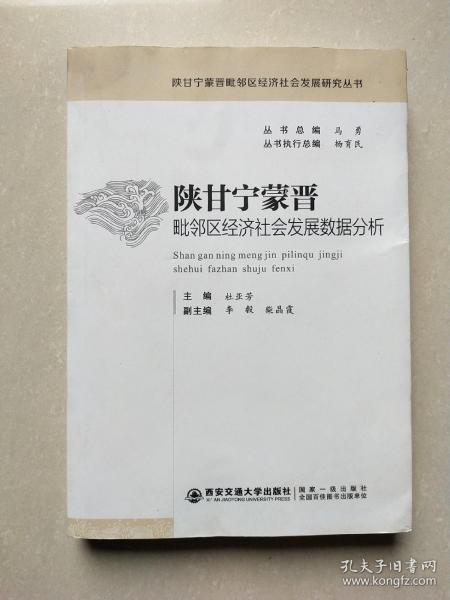 陕甘宁蒙晋毗邻区经济社会发展研究丛书
丛书总编 马 勇
丛书执行总编 杨育民
陕甘宁蒙晋
毗邻区经济社会发展数据分析
Shan gan ning meng jin pilinqu jingji
shehui fazhan shuju fenxi
主 编 杜亚芳
副主编 李 毅 柴晶霞
西安交通大学出版社
XI'AN JIAOTONG UNIVERSITY PRESS
国家一级出版社
全国百佳图书出版单位
孔夫子旧书网
www.kongfz.com